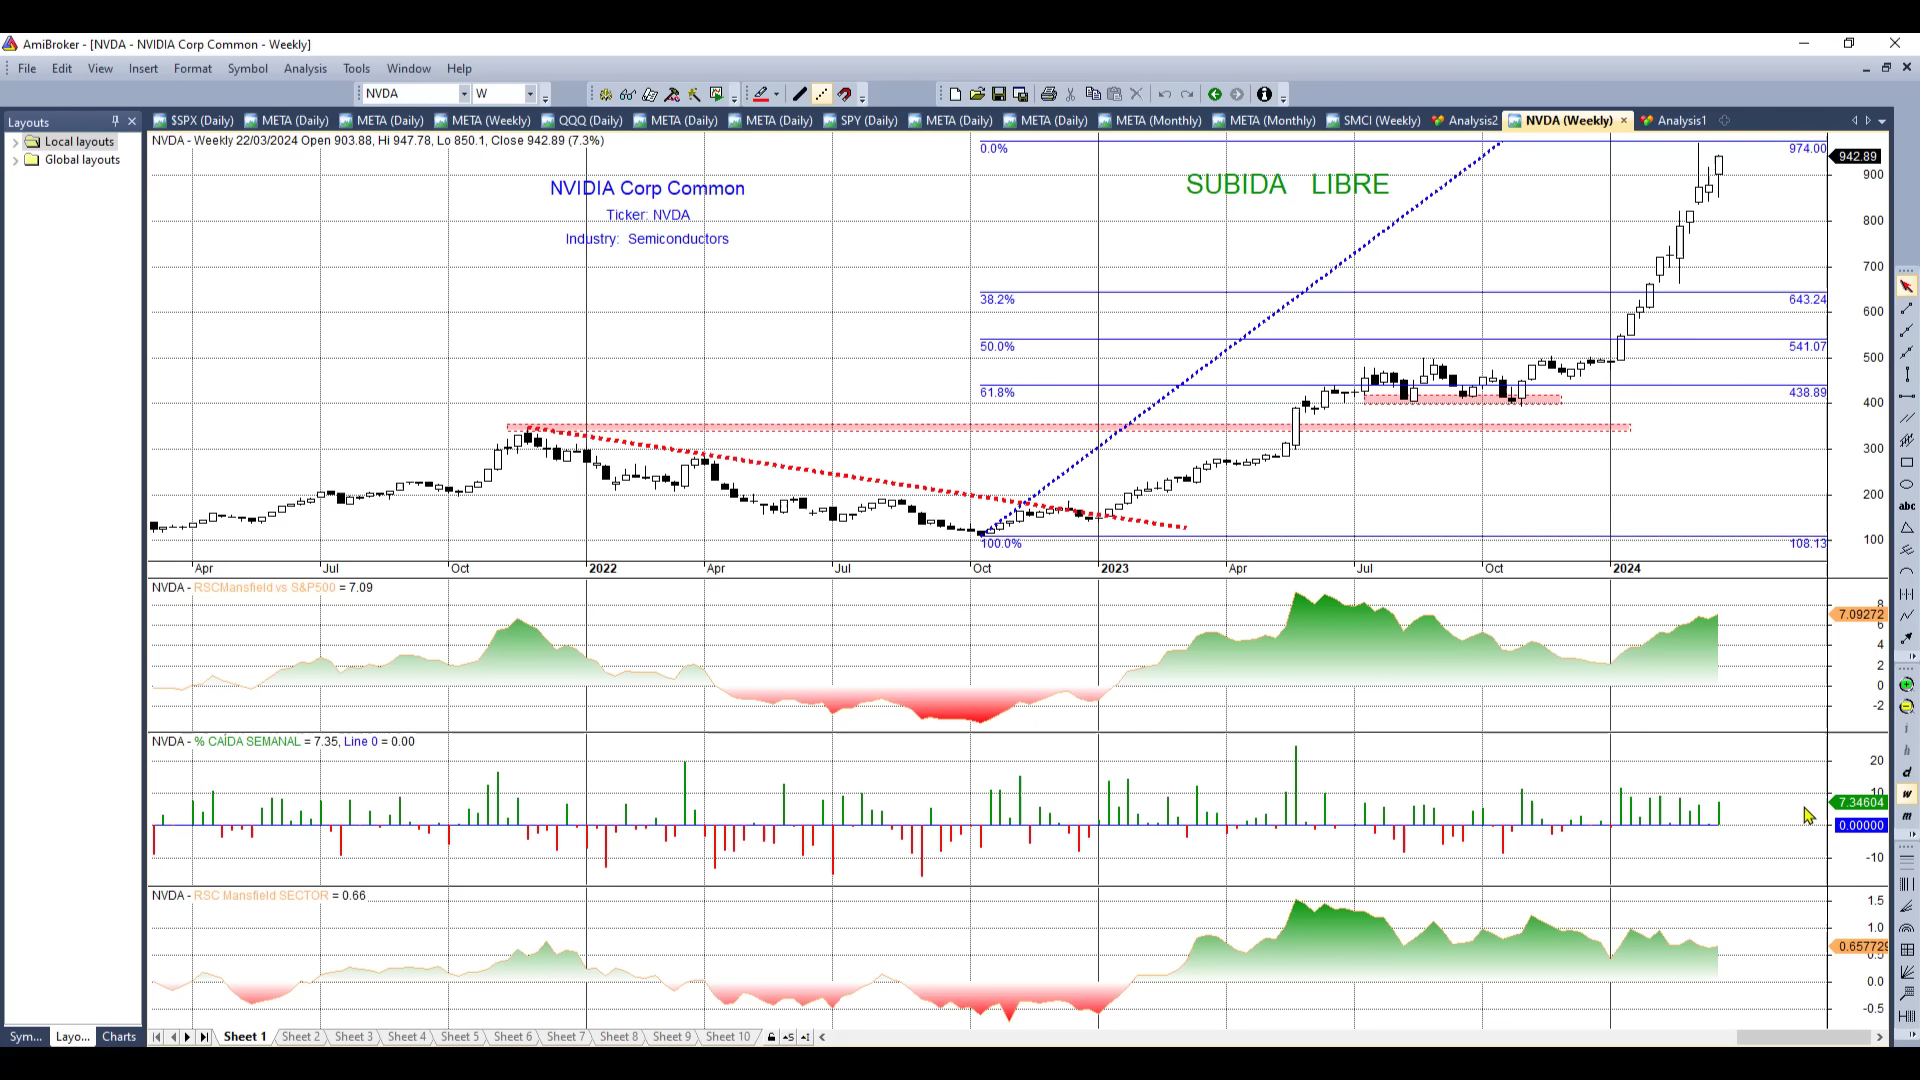 AmiBroker - [NVDA - NVIDIA Corp Common - Weekly]
File Edit View Insert Format Symbol Analysis Tools Window Help
NVDA W
Layouts
$SPX (Daily) META (Daily) META (Daily) META (Weekly) QQQ (Daily) META (Daily) META (Daily) SPY (Daily) META (Daily) META (Daily) META (Monthly) META (Monthly) SMCI (Weekly) Analysis2 NVDA (Weekly) Analysis1
Local layouts
Global layouts
NVDA - Weekly 22/03/2024 Open 903.88, Hi 947.78, Lo 850.1, Close 942.89 (7.3%)
0.0% 974.00
942.89
NVIDIA Corp Common
Ticker: NVDA
Industry: Semiconductors
SUBIDA LIBRE
900
800
700
38.2% 643.24
600
50.0% 541.07
500
61.8% 438.89
400
300
200
100
100.0% 108.13
Apr Jul Oct 2022 Apr Jul Oct 2023 Apr Jul Oct 2024
NVDA - RSCMansfield vs S&P500 = 7.09
8
7.09272
6
4
2
0
-2
NVDA - % CAÍDA SEMANAL = 7.35, Line 0 = 0.00
20
10
7.34604
0.00000
-10
NVDA - RSC Mansfield SECTOR = 0.66
1.5
1.0
0.657729
0.5
0.0
-0.5
abc
i
h
d
w
m
Sym... Layo... Charts
Sheet 1 Sheet 2 Sheet 3 Sheet 4 Sheet 5 Sheet 6 Sheet 7 Sheet 8 Sheet 9 Sheet 10